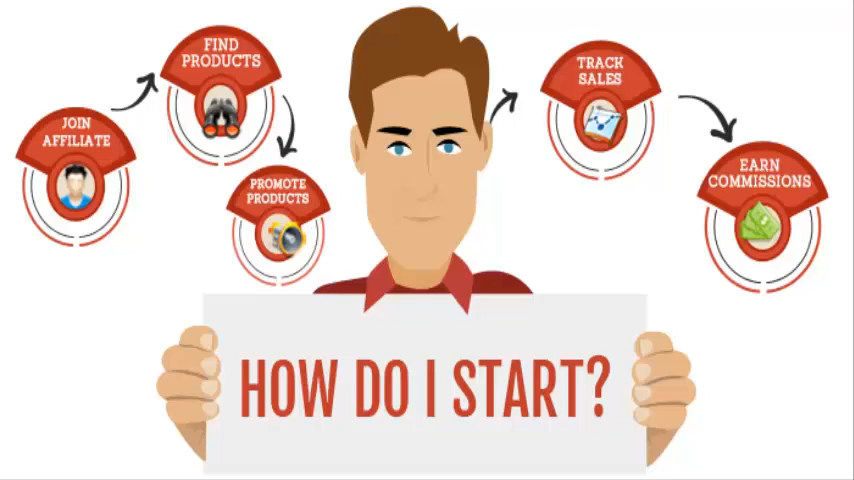 JOIN
AFFILIATE
FIND
PRODUCTS
PROMOTE
PRODUCTS
TRACK
SALES
EARN
COMMISSIONS
HOW DO I START?